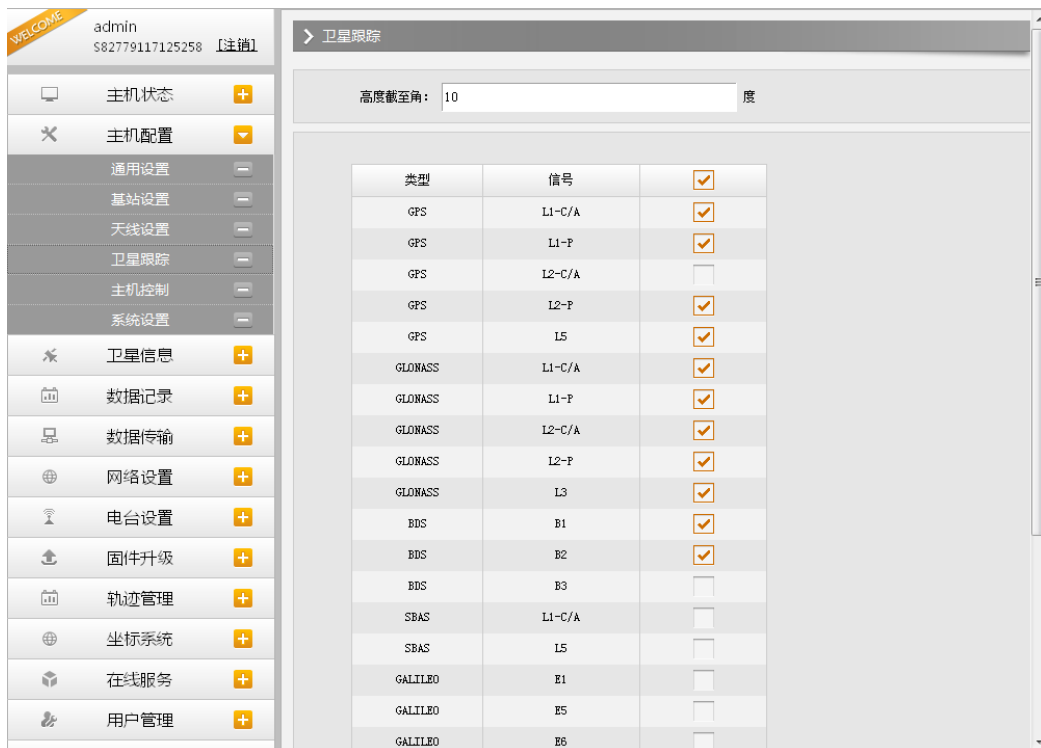 WELCOME
admin
S82779117125258 [注销]
主机状态
主机配置
通用设置
基站设置
天线设置
卫星跟踪
主机控制
系统设置
卫星信息
数据记录
数据传输
网络设置
电台设置
固件升级
轨迹管理
坐标系统
在线服务
用户管理
卫星跟踪
高度截至角: 10 度
类型 信号
GPS L1-C/A
GPS L1-P
GPS L2-C/A
GPS L2-P
GPS L5
GLONASS L1-C/A
GLONASS L1-P
GLONASS L2-C/A
GLONASS L2-P
GLONASS L3
BDS B1
BDS B2
BDS B3
SBAS L1-C/A
SBAS L5
GALILEO E1
GALILEO E5
GALILEO E6